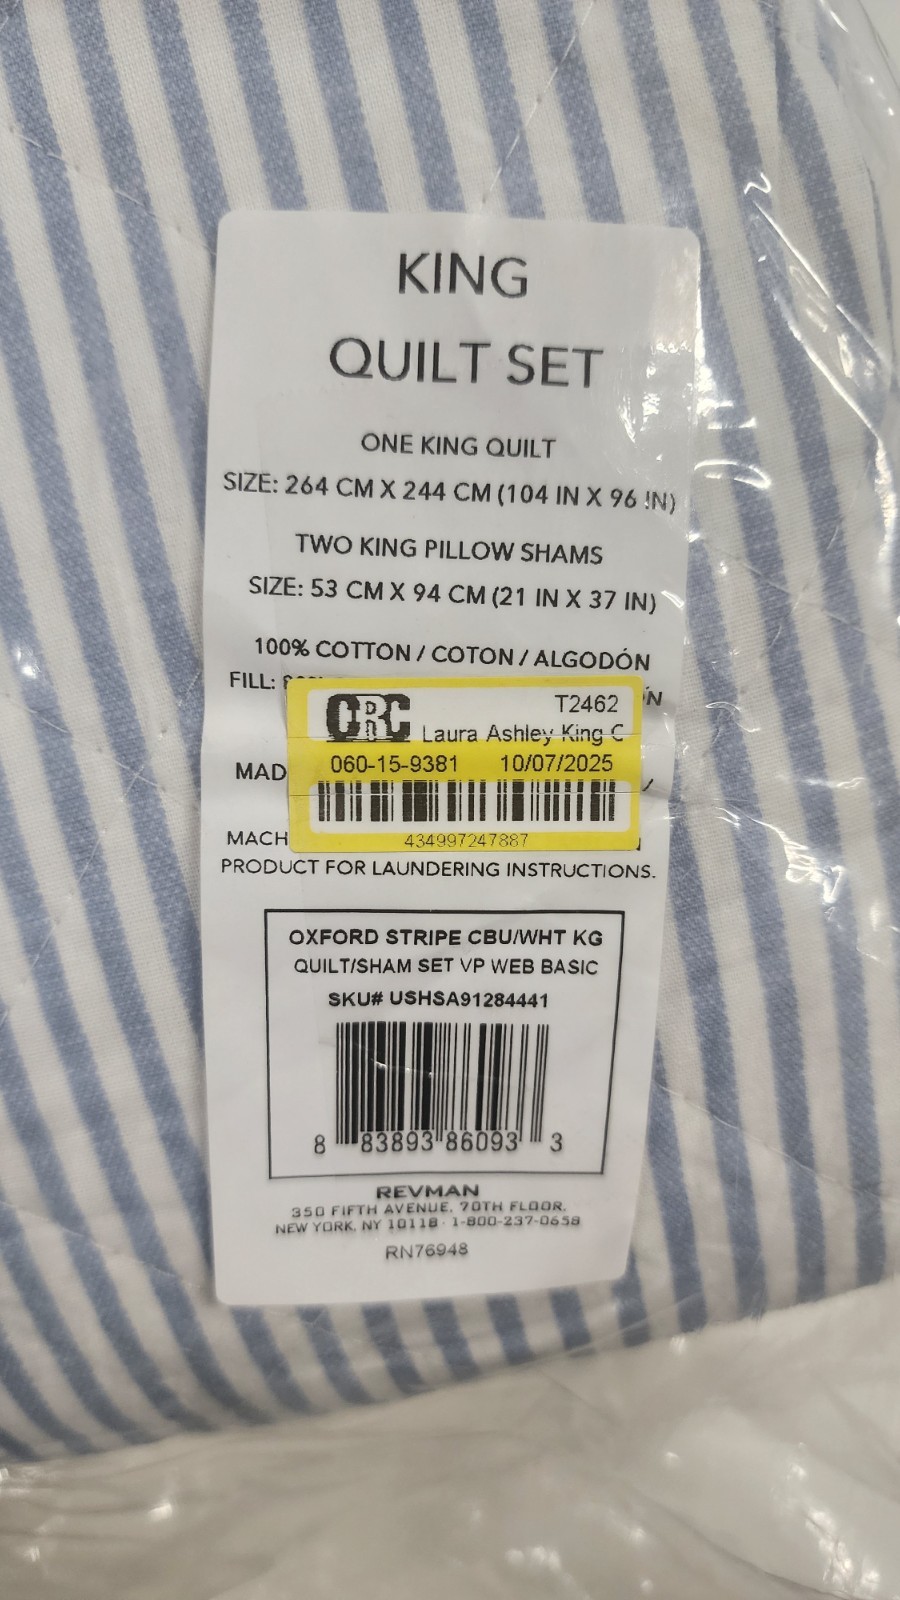 KING
QUILT SET
ONE KING QUILT
SIZE: 264 CM X 244 CM (104 IN X 96 IN)
TWO KING PILLOW SHAMS
SIZE: 53 CM X 94 CM (21 IN X 37 IN)
100% COTTON / COTON / ALGODÓN
FILL:
CRC
T2462
Laura Ashley King C
060-15-9381 10/07/2025
434997247887
MAD
MACH
PRODUCT FOR LAUNDERING INSTRUCTIONS.
OXFORD STRIPE CBU/WHT KG
QUILT/SHAM SET VP WEB BASIC
SKU# USHSA91284441
8 83893 86093 3
REVMAN
350 FIFTH AVENUE, 70TH FLOOR,
NEW YORK, NY 10118 · 1-800-237-0658
RN76948